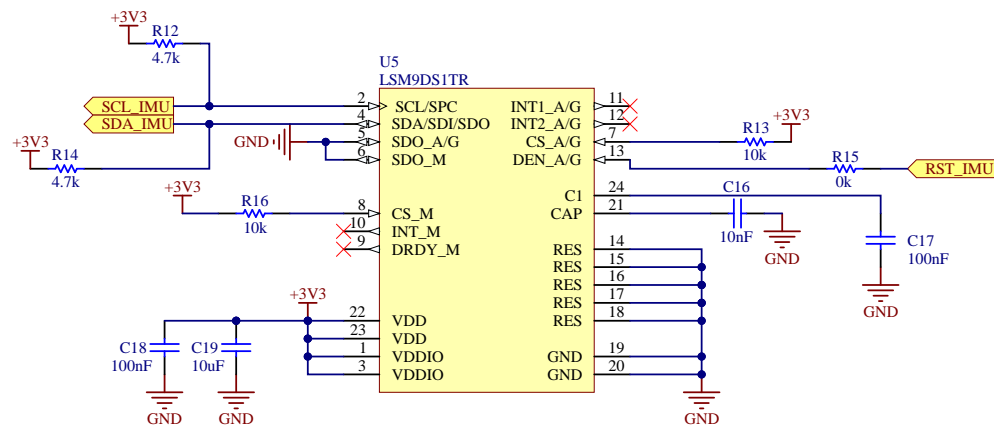 +3V3
R12
4.7k
U5
LSM9DS1TR
SCL_IMU
2
SCL/SPC
INT1_A/G
11
SDA_IMU
4
SDA/SDI/SDO
INT2_A/G
12
+3V3
GND
5
SDO_A/G
CS_A/G
7
R13
10k
6
SDO_M
DEN_A/G
13
R15
0k
RST_IMU
+3V3
R14
4.7k
+3V3
R16
10k
8
CS_M
10
INT_M
9
DRDY_M
C1
24
CAP
21
C16
10nF
GND
C17
100nF
GND
RES
14
RES
15
RES
16
RES
17
RES
18
+3V3
22
VDD
23
VDD
1
VDDIO
3
VDDIO
GND
19
GND
20
C18
100nF
C19
10uF
GND
GND
GND